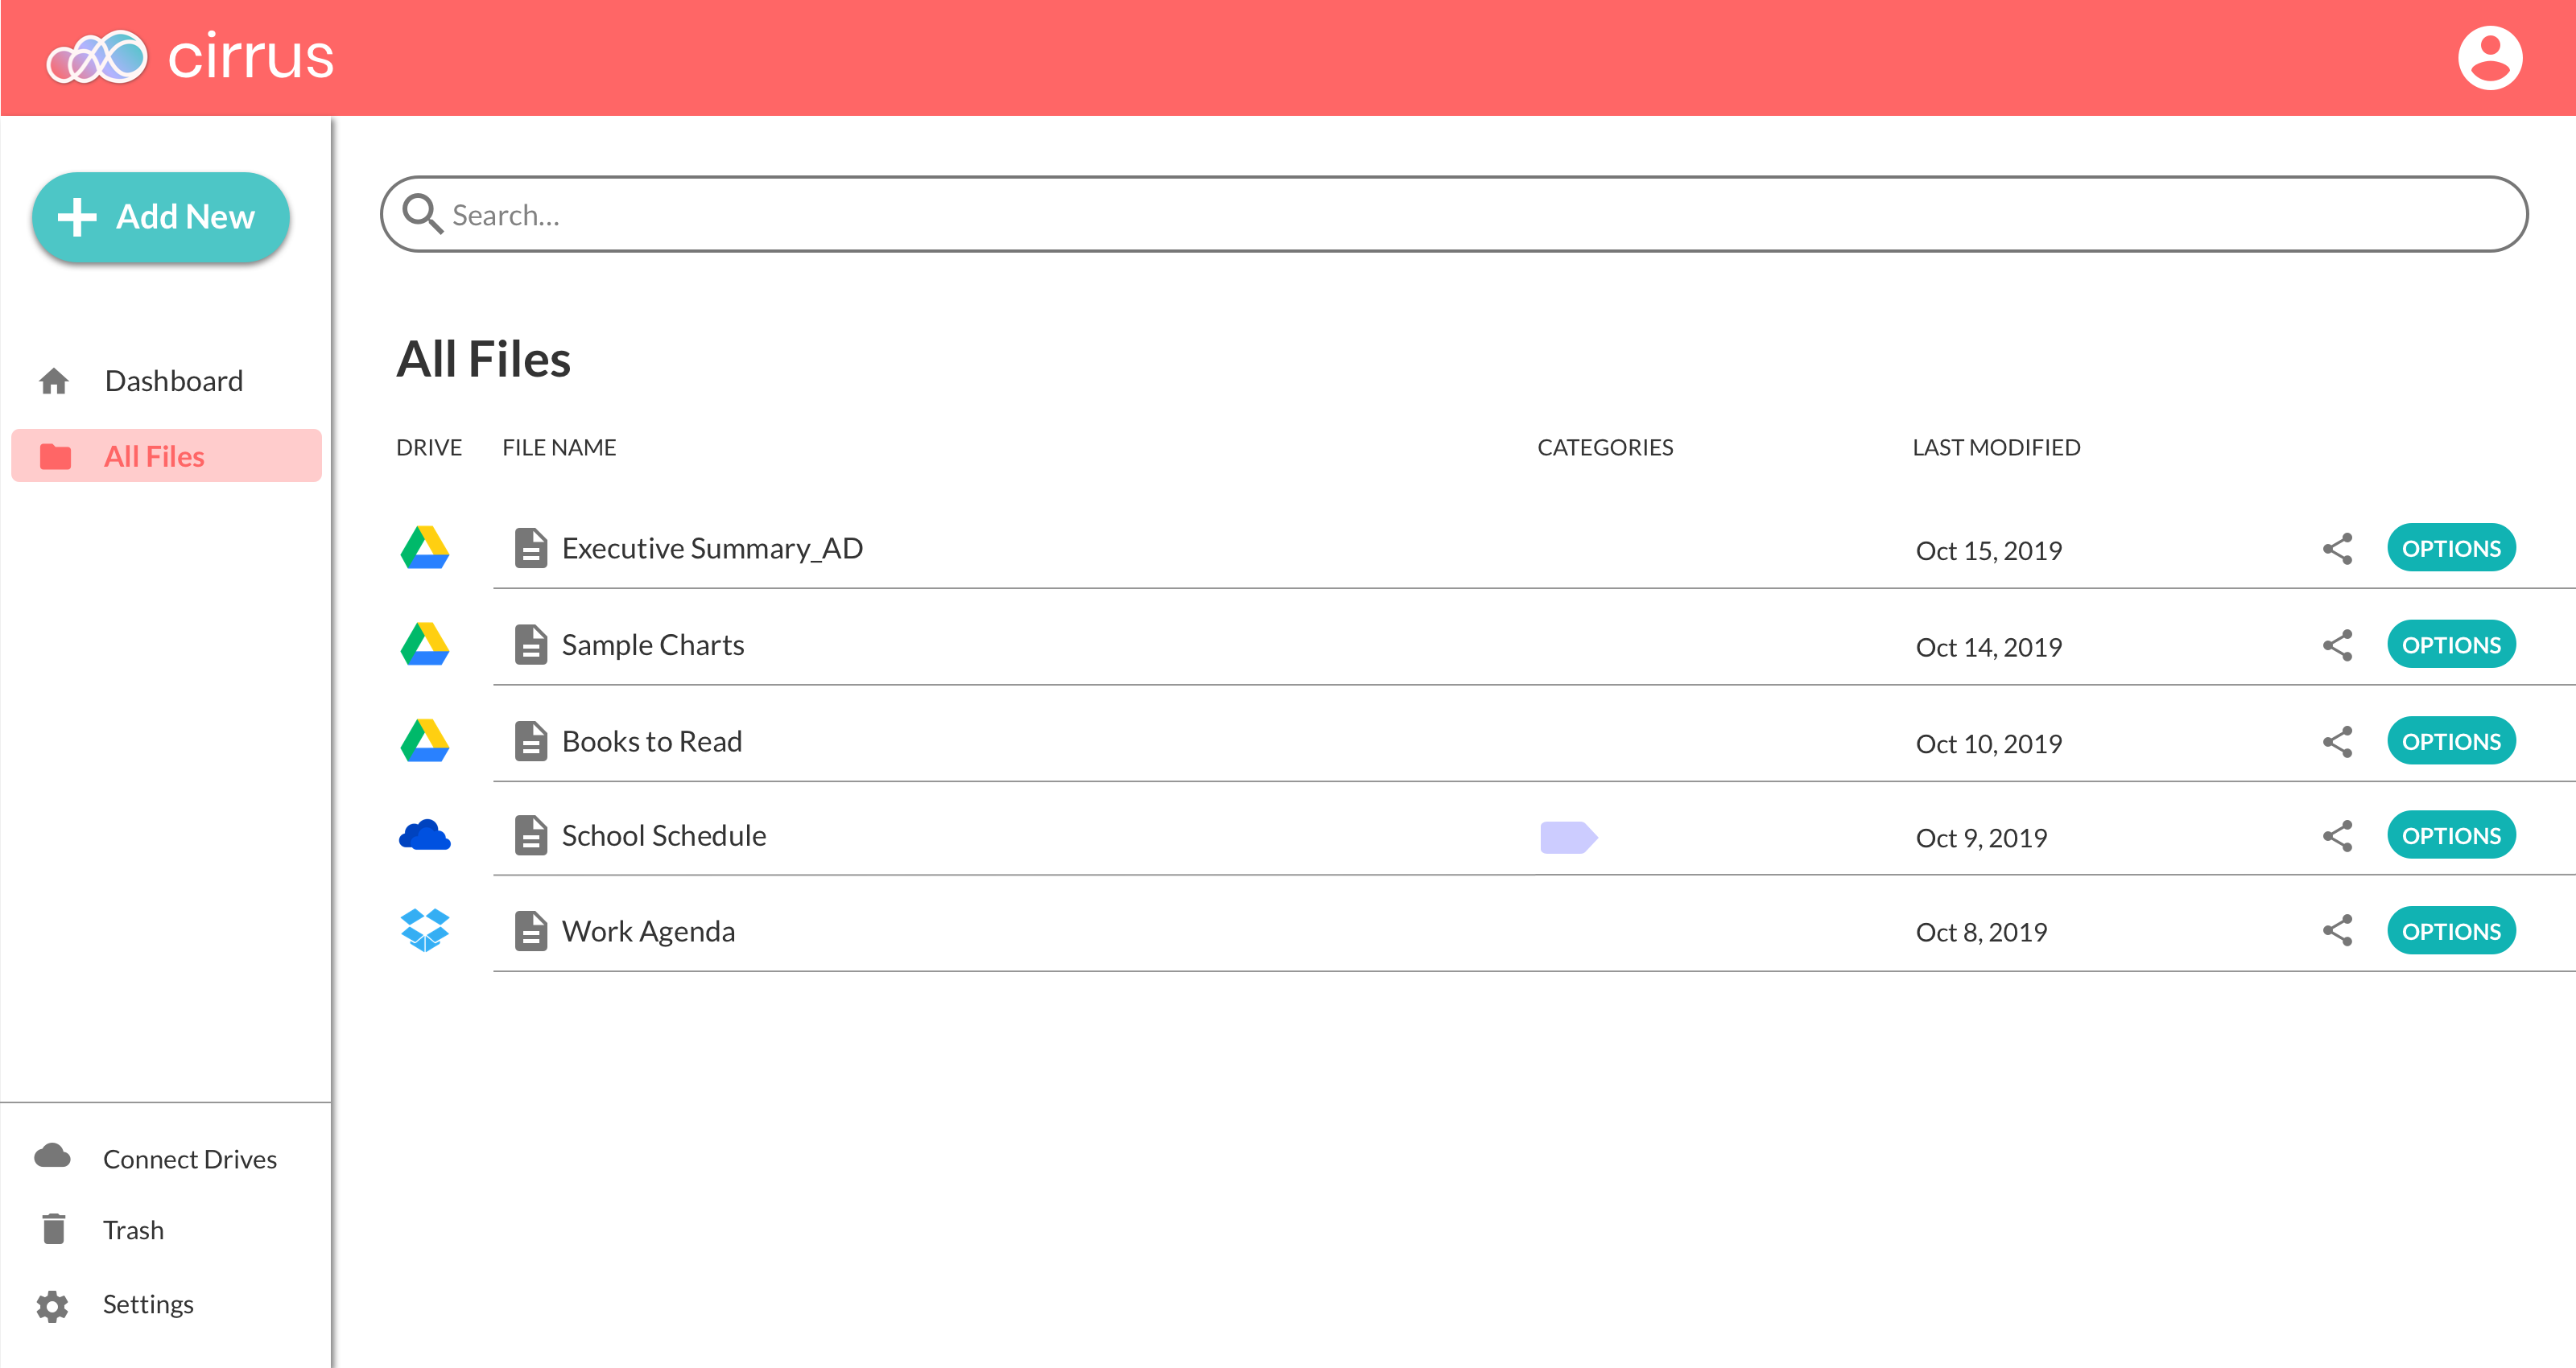 cirrus
Add New
Search...
Dashboard
All Files
All Files
DRIVE FILE NAME CATEGORIES LAST MODIFIED
Executive Summary_AD Oct 15, 2019 OPTIONS
Sample Charts Oct 14, 2019 OPTIONS
Books to Read Oct 10, 2019 OPTIONS
School Schedule Oct 9, 2019 OPTIONS
Work Agenda Oct 8, 2019 OPTIONS
Connect Drives
Trash
Settings